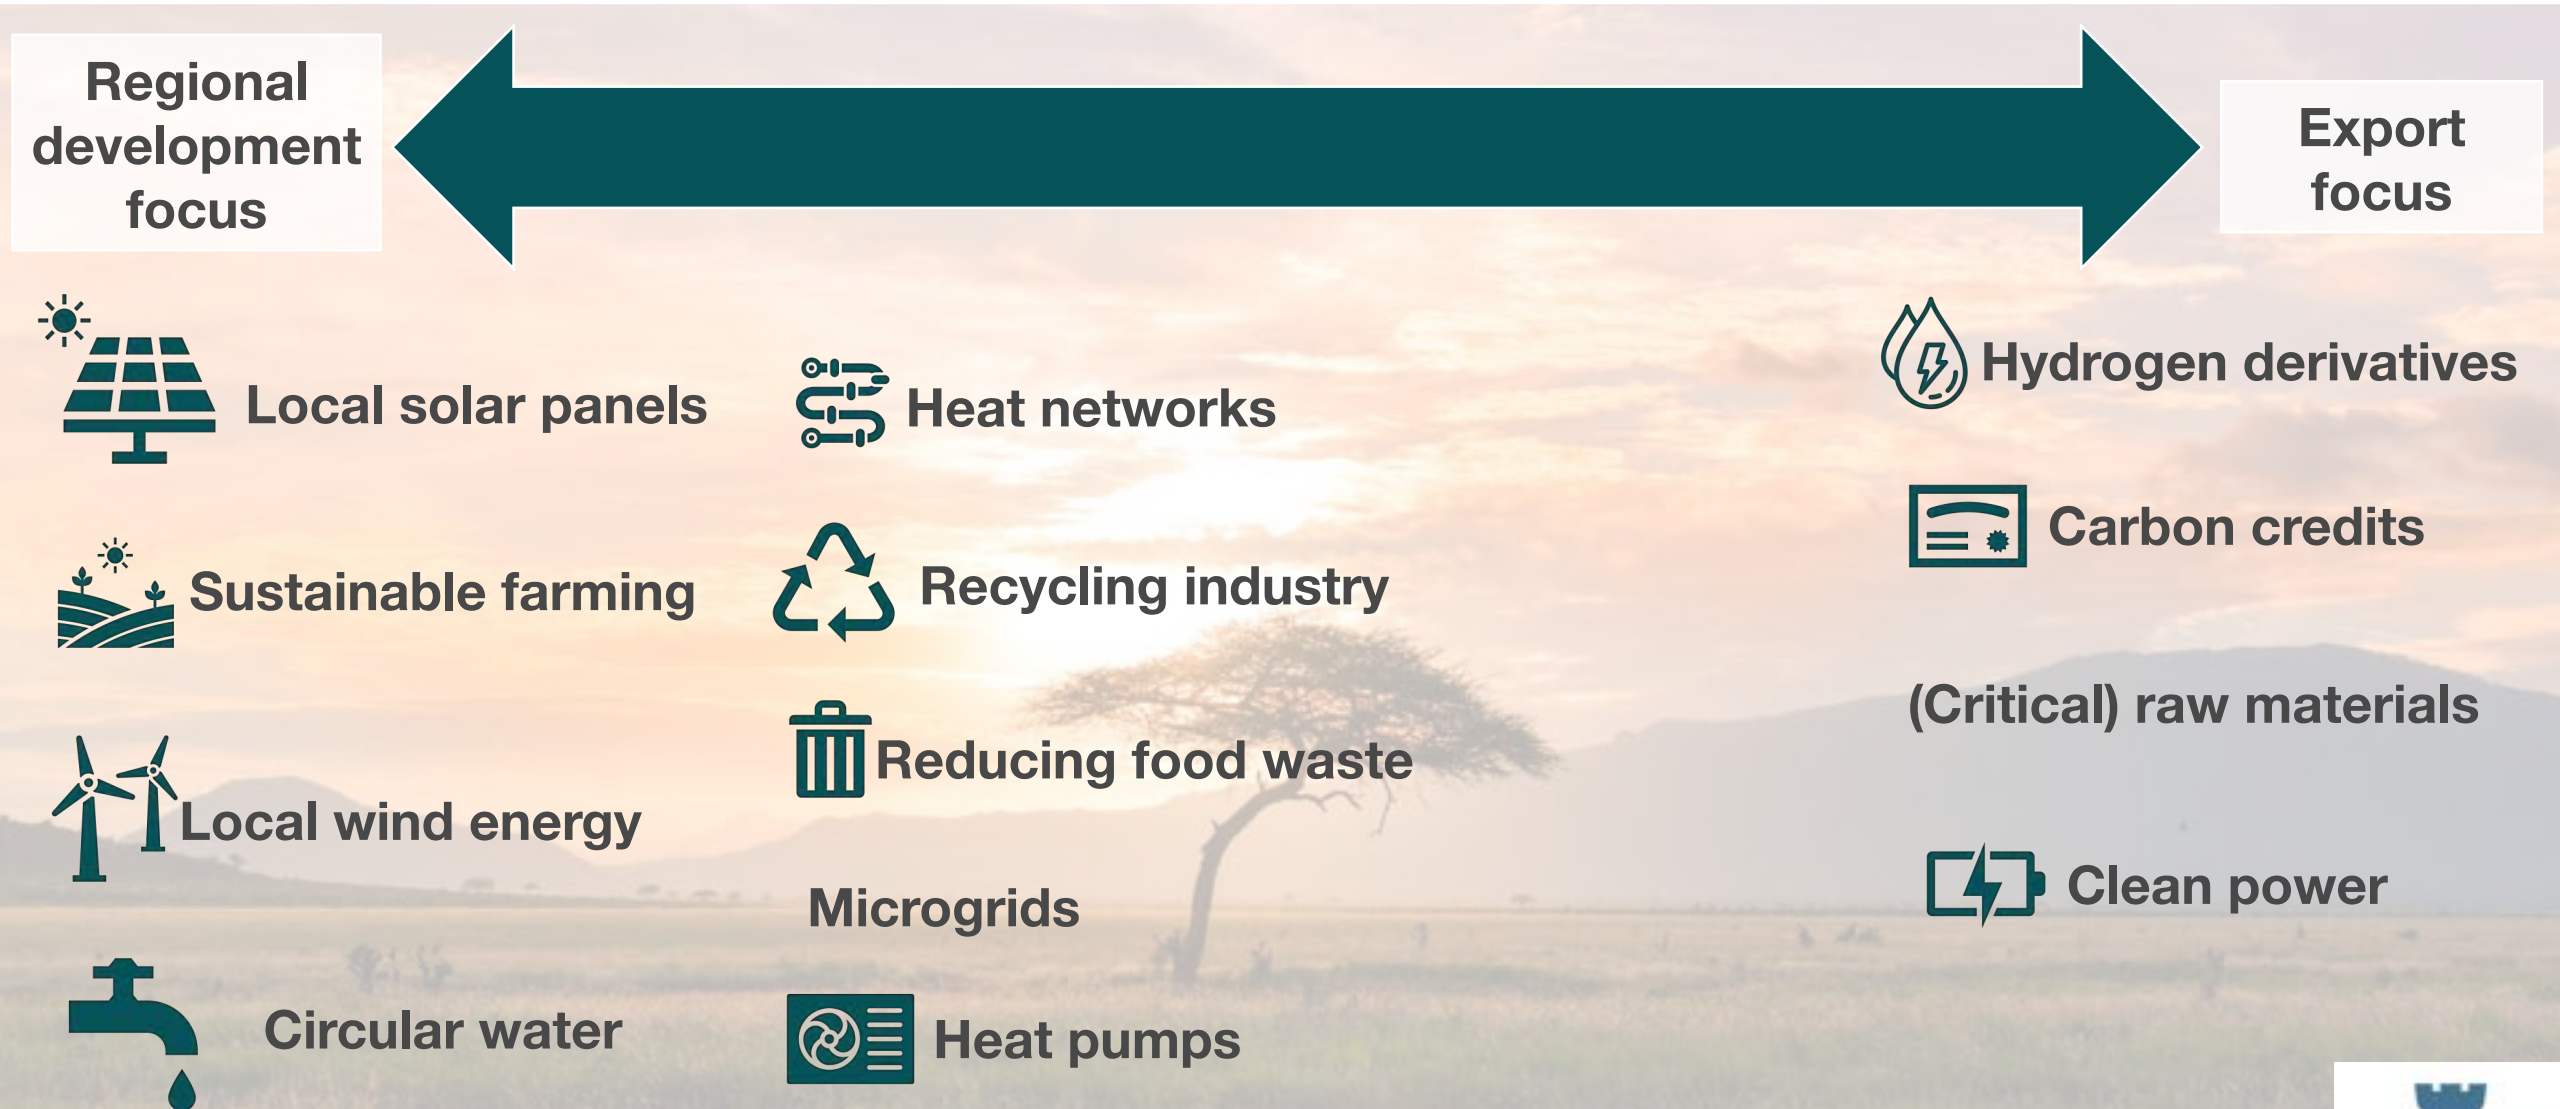 Regional
development
focus
Export
focus
Local solar panels
Sustainable farming
Local wind energy
Circular water
Heat networks
Recycling industry
Reducing food waste
Microgrids
Heat pumps
Hydrogen derivatives
Carbon credits
(Critical) raw materials
Clean power